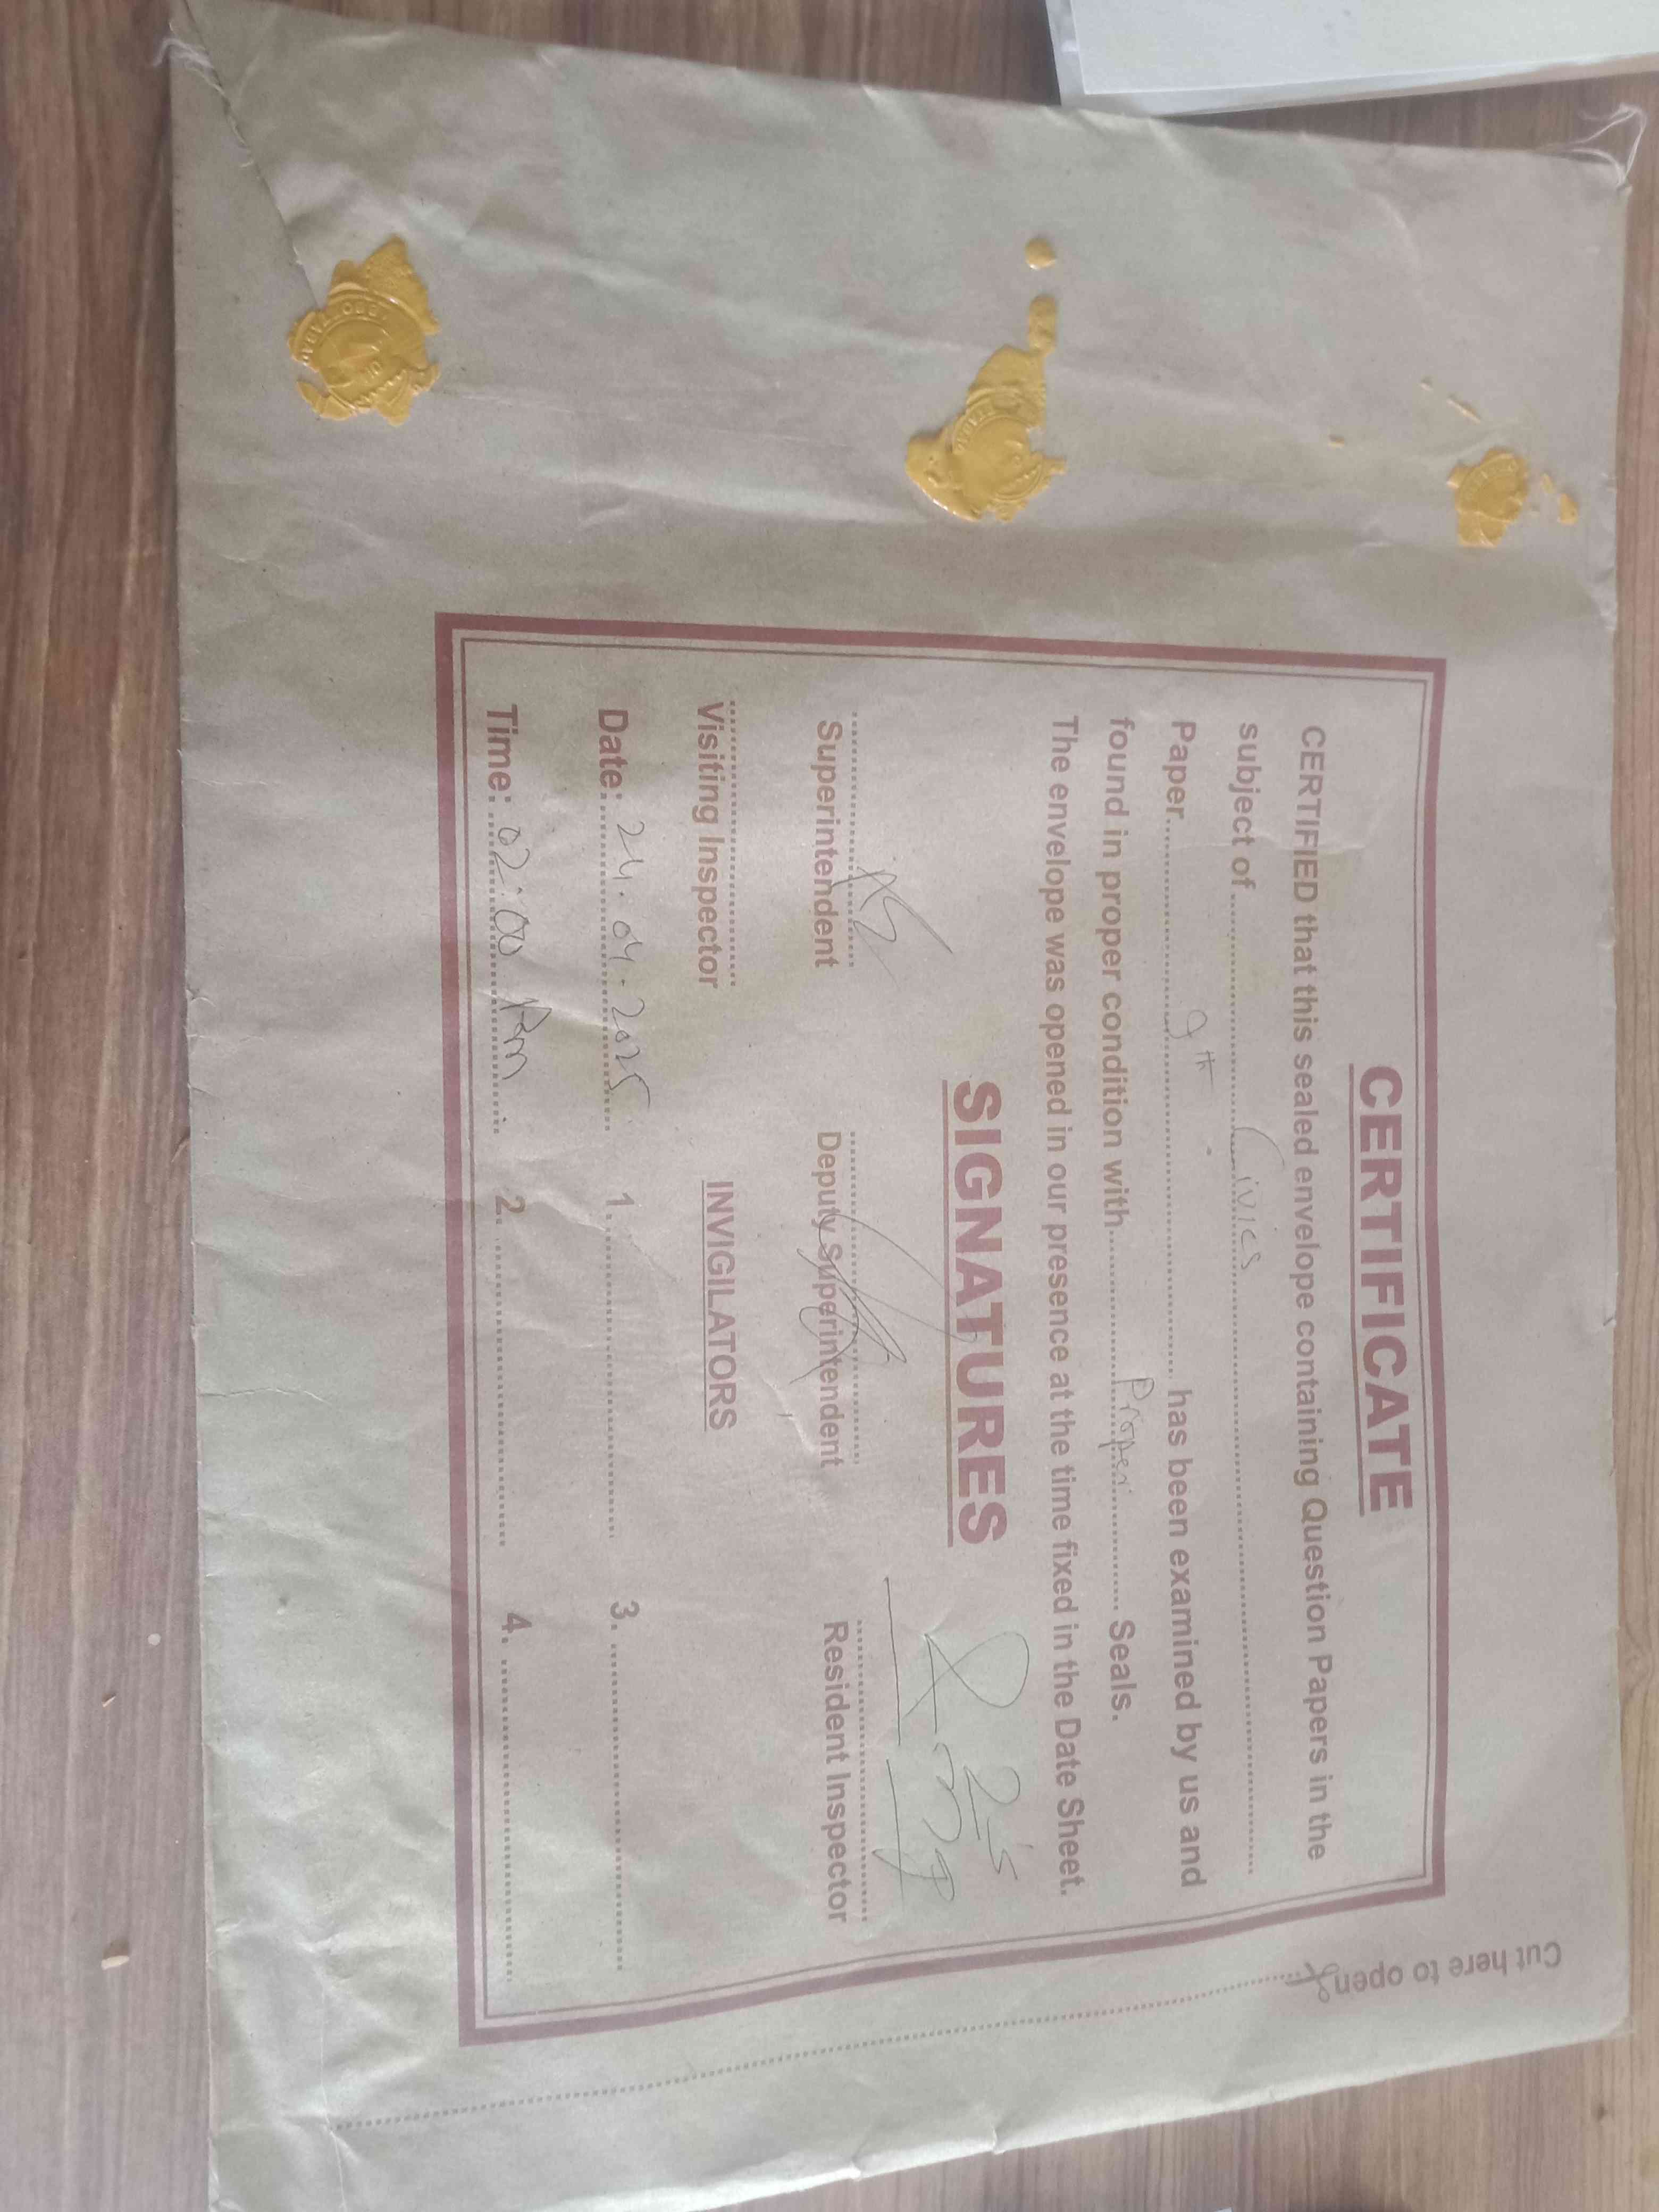 CERTIFICATE
CERTIFIED that this sealed envelope containing Question Papers in the
subject of Civics
Paper 9th has been examined by us and
found in proper condition with Proper Seals.
The envelope was opened in our presence at the time fixed in the Date Sheet.
SIGNATURES
Superintendent Deputy Superintendent Resident Inspector
Visiting Inspector INVIGILATORS
Date: 24.04.2025 1. 3.
Time: 02:00 Pm 2. 4.
Cut here to open